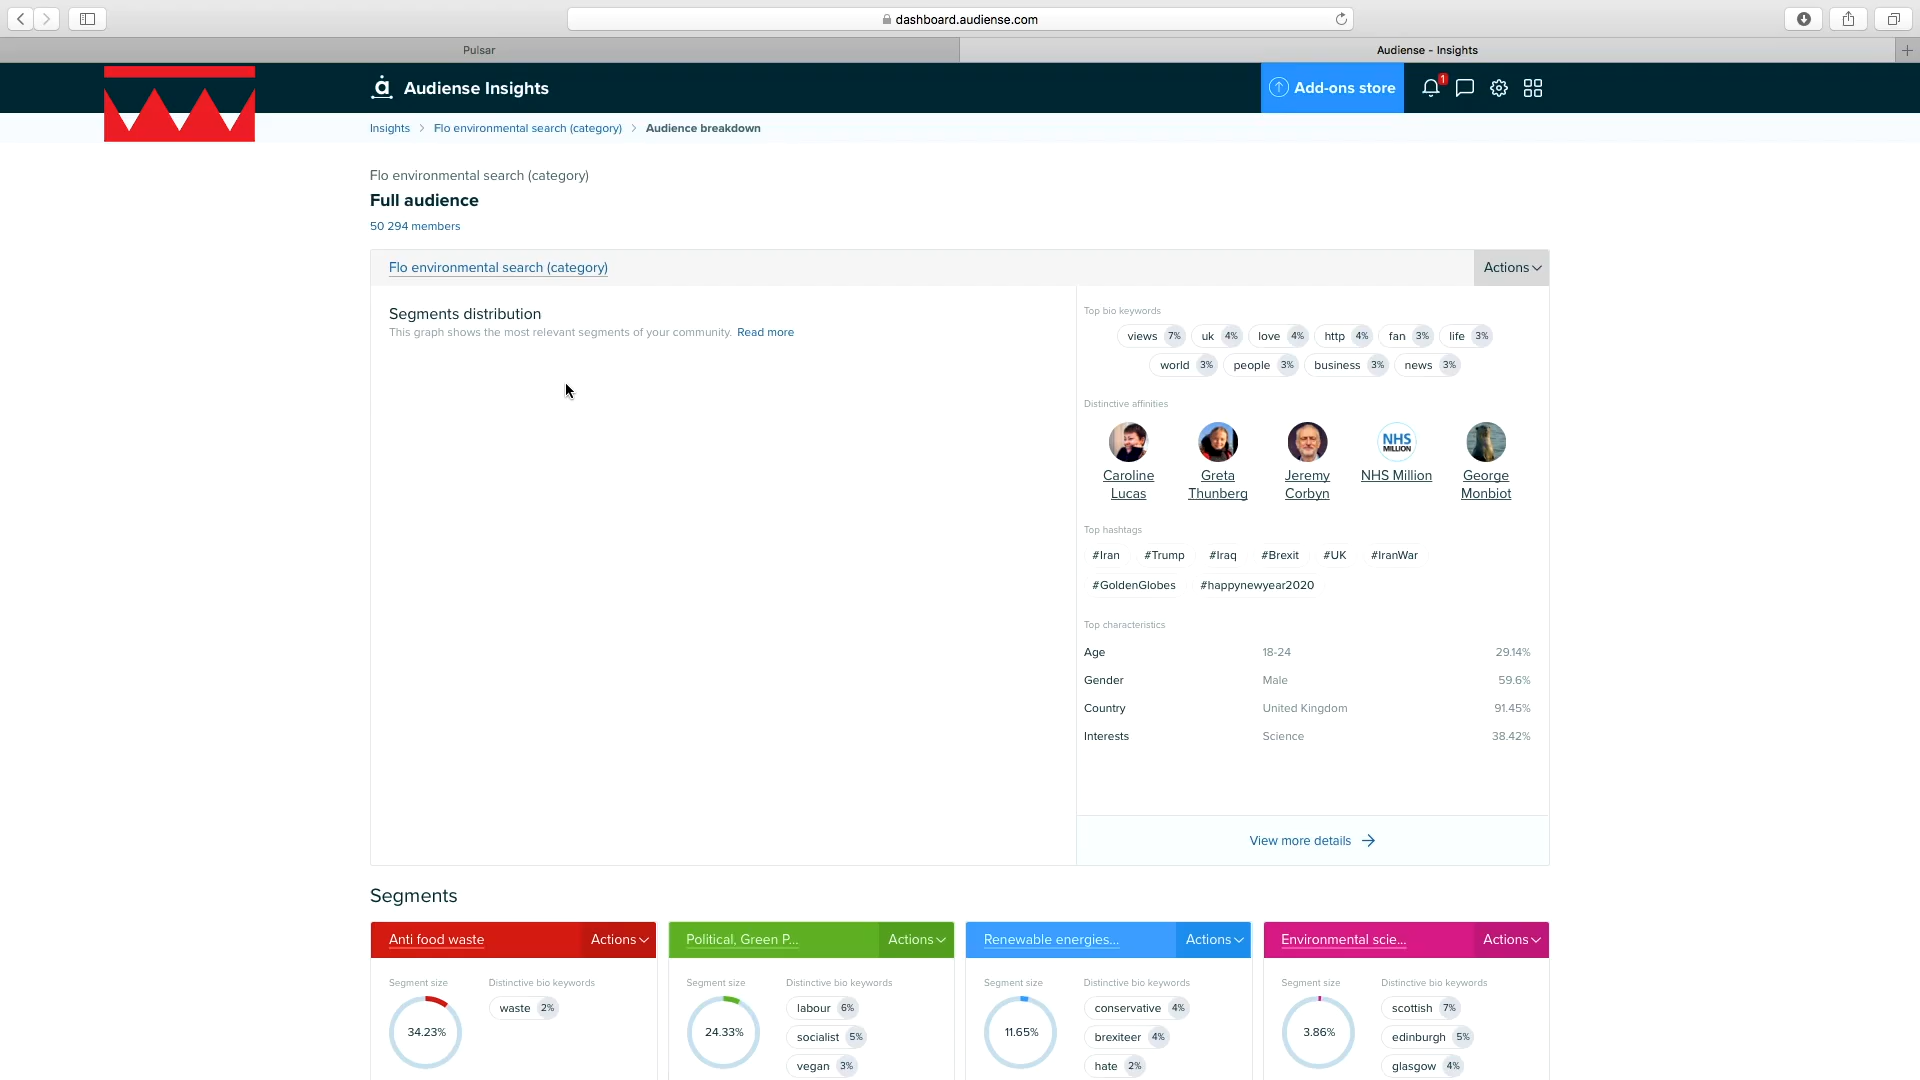 dashboard.audiense.com
Pulsar
Audiense - Insights
Audiense Insights
Add-ons store
1
Insights > Flo environmental search (category) > Audience breakdown
Flo environmental search (category)
Full audience
50 294 members
Flo environmental search (category)
Actions
Segments distribution
This graph shows the most relevant segments of your community. Read more
Top bio keywords
views 7% uk 4% love 4% http 4% fan 3% life 3%
world 3% people 3% business 3% news 3%
Distinctive affinities
NHS
MILLION
Caroline Lucas
Greta Thunberg
Jeremy Corbyn
NHS Million
George Monbiot
Top hashtags
#Iran #Trump #Iraq #Brexit #UK #IranWar
#GoldenGlobes #happynewyear2020
Top characteristics
Age 18-24 29.14%
Gender Male 59.6%
Country United Kingdom 91.45%
Interests Science 38.42%
View more details
Segments
Anti food waste Actions
Segment size Distinctive bio keywords
34.23%
waste 2%
Political, Green P... Actions
Segment size Distinctive bio keywords
24.33%
labour 6%
socialist 5%
vegan 3%
Renewable energies... Actions
Segment size Distinctive bio keywords
11.65%
conservative 4%
brexiteer 4%
hate 2%
Environmental scie... Actions
Segment size Distinctive bio keywords
3.86%
scottish 7%
edinburgh 5%
glasgow 4%